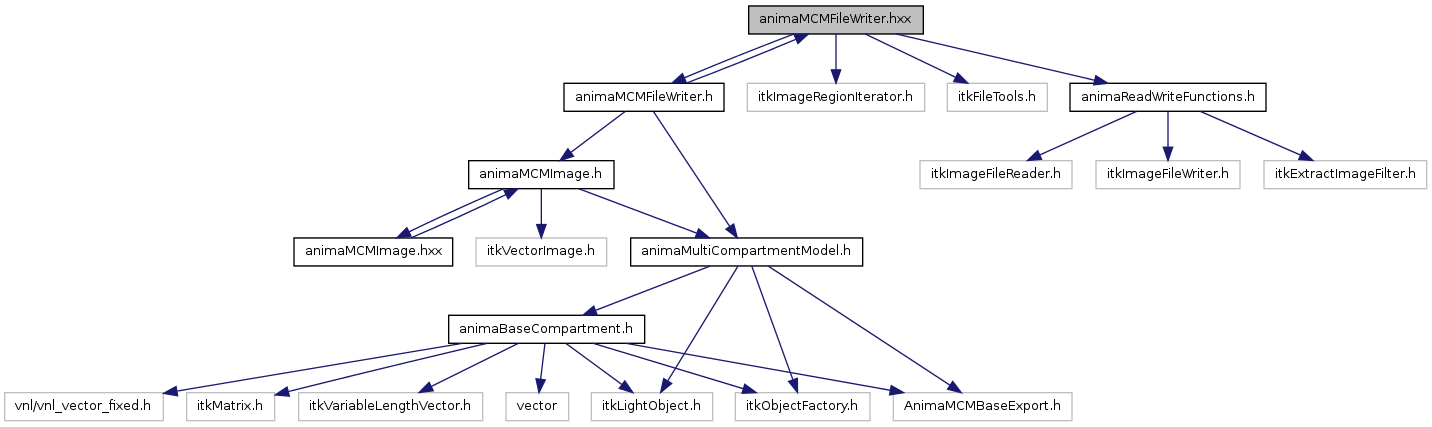 animaMCMFileWriter.hxx
animaMCMFileWriter.h
itkImageRegionIterator.h
itkFileTools.h
animaReadWriteFunctions.h
animaMCMImage.h
itkImageFileReader.h
itkImageFileWriter.h
itkExtractImageFilter.h
animaMCMImage.hxx
itkVectorImage.h
animaMultiCompartmentModel.h
animaBaseCompartment.h
vnl/vnl_vector_fixed.h
itkMatrix.h
itkVariableLengthVector.h
vector
itkLightObject.h
itkObjectFactory.h
AnimaMCMBaseExport.h